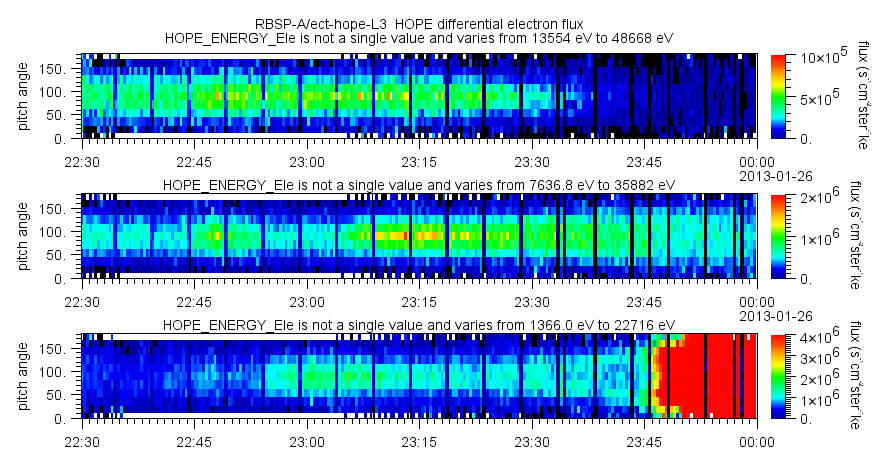 RBSP-A/ect-hope-L3 HOPE differential electron flux
HOPE_ENERGY_Ele is not a single value and varies from 13554 eV to 48668 eV
pitch angle
150.
100.
50.
0.
22:30 22:45 23:00 23:15 23:30 23:45 00:00
2013-01-26
10×10⁵
5×10⁵
0.
flux (s⁻¹cm⁻²ster⁻¹ke
HOPE_ENERGY_Ele is not a single value and varies from 7636.8 eV to 35882 eV
pitch angle
150.
100.
50.
0.
22:30 22:45 23:00 23:15 23:30 23:45 00:00
2013-01-26
2×10⁶
1×10⁶
0.
flux (s⁻¹cm⁻²ster⁻¹ke
HOPE_ENERGY_Ele is not a single value and varies from 1366.0 eV to 22716 eV
pitch angle
150.
100.
50.
0.
22:30 22:45 23:00 23:15 23:30 23:45 00:00
4×10⁶
3×10⁶
2×10⁶
1×10⁶
0.
flux (s⁻¹cm⁻²ster⁻¹ke